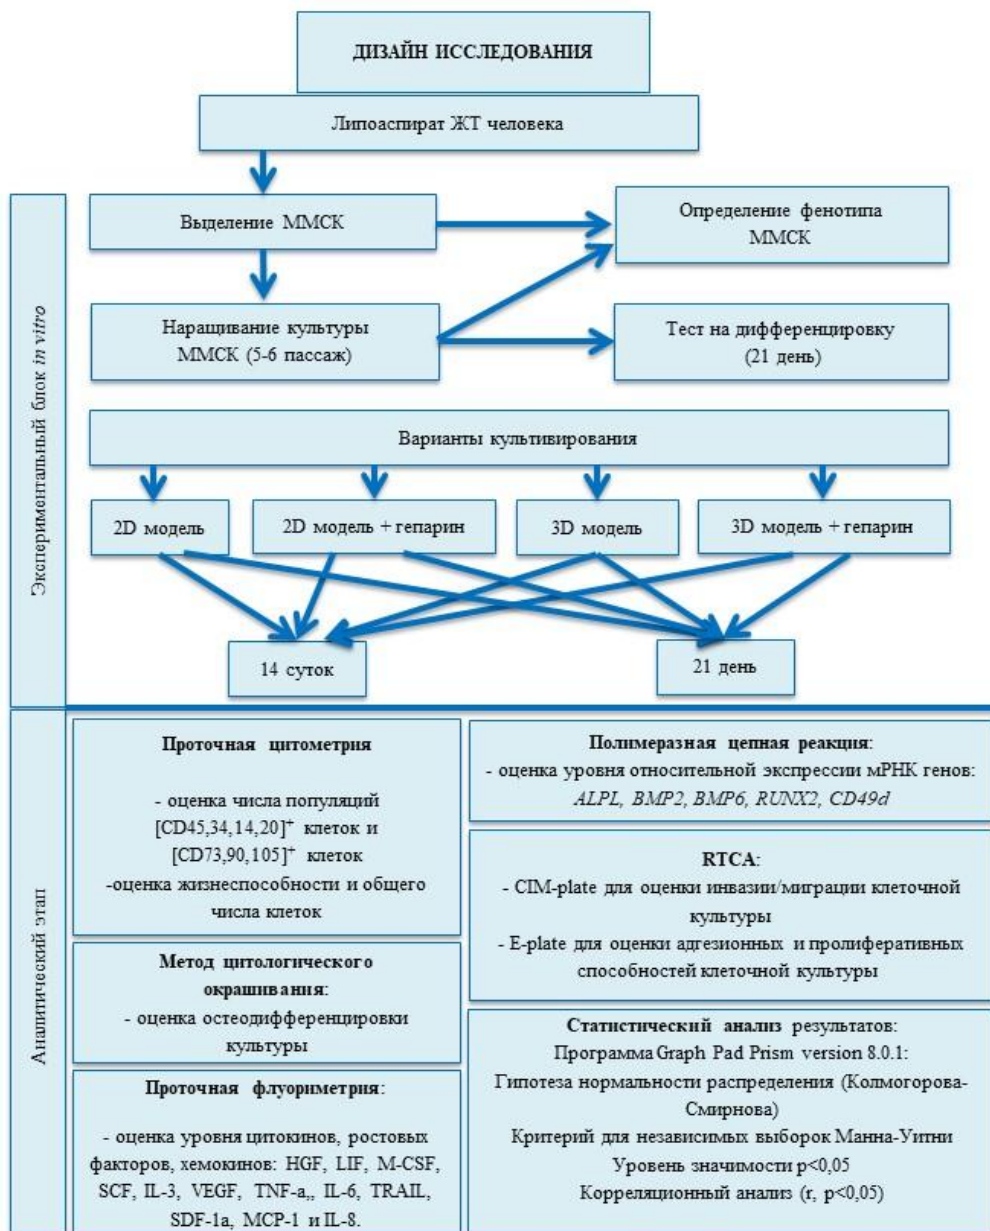 ДИЗАЙН ИССЛЕДОВАНИЯ
Липоаспират ЖТ человека
Экспериментальный блок in vitro
Выделение ММСК
Определение фенотипа
ММСК
Наращивание культуры
ММСК (5-6 пассаж)
Тест на дифференцировку
(21 день)
Варианты культивирования
2D модель
2D модель + гепарин
3D модель
3D модель + гепарин
14 суток
21 день
Аналитический этап
Проточная цитометрия
- оценка числа популяций
[CD45,34,14,20]⁺ клеток и
[CD73,90,105]⁺ клеток
-оценка жизнеспособности и общего
числа клеток
Метод цитологического
окрашивания:
- оценка остеодифференцировки
культуры
Проточная флуориметрия:
- оценка уровня цитокинов, ростовых
факторов, хемокинов: HGF, LIF, M-CSF,
SCF, IL-3, VEGF, TNF-a,, IL-6, TRAIL,
SDF-1a, MCP-1 и IL-8.
Полимеразная цепная реакция:
- оценка уровня относительной экспрессии мРНК генов:
ALPL, BMP2, BMP6, RUNX2, CD49d
RTCA:
- CIM-plate для оценки инвазии/миграции клеточной
культуры
- E-plate для оценки адгезионных и пролиферативных
способностей клеточной культуры
Статистический анализ результатов:
Программа Graph Pad Prism version 8.0.1:
Гипотеза нормальности распределения (Колмогорова-
Смирнова)
Критерий для независимых выборок Манна-Уитни
Уровень значимости p<0,05
Корреляционный анализ (r, p<0,05)